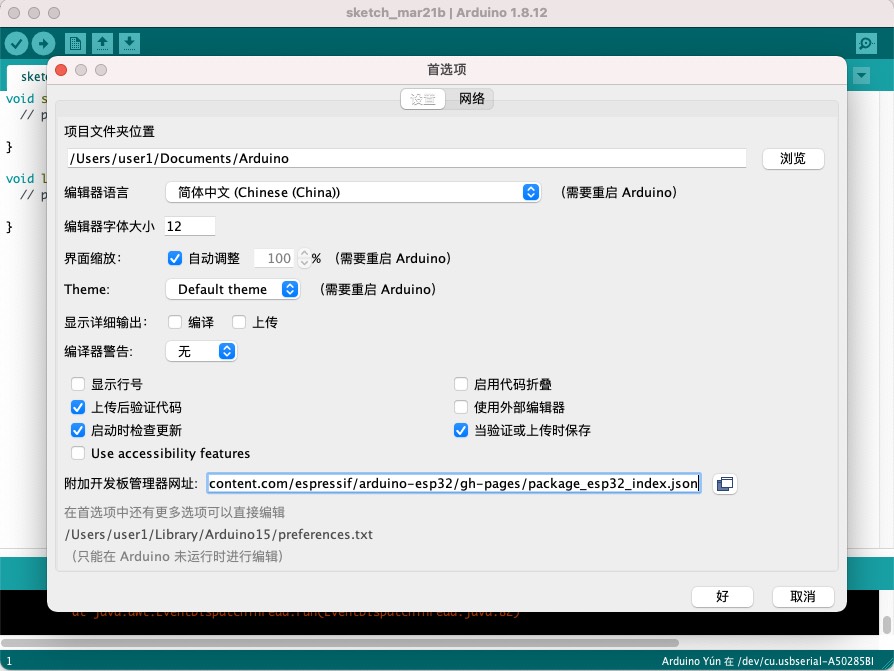 sketch_mar21b | Arduino 1.8.12
首选项
设置 网络
项目文件夹位置
/Users/user1/Documents/Arduino 浏览
编辑器语言 简体中文 (Chinese (China)) (需要重启 Arduino)
编辑器字体大小 12
界面缩放: 自动调整 100 % (需要重启 Arduino)
Theme: Default theme (需要重启 Arduino)
显示详细输出: 编译 上传
编译器警告: 无
显示行号 启用代码折叠
上传后验证代码 使用外部编辑器
启动时检查更新 当验证或上传时保存
Use accessibility features
附加开发板管理器网址: content.com/espressif/arduino-esp32/gh-pages/package_esp32_index.json
在首选项中还有更多选项可以直接编辑
/Users/user1/Library/Arduino15/preferences.txt
(只能在 Arduino 未运行时进行编辑)
好 取消
sket
void s
// p
}
void l
// p
}
1 Arduino Yún 在 /dev/cu.usbserial-A50285BI